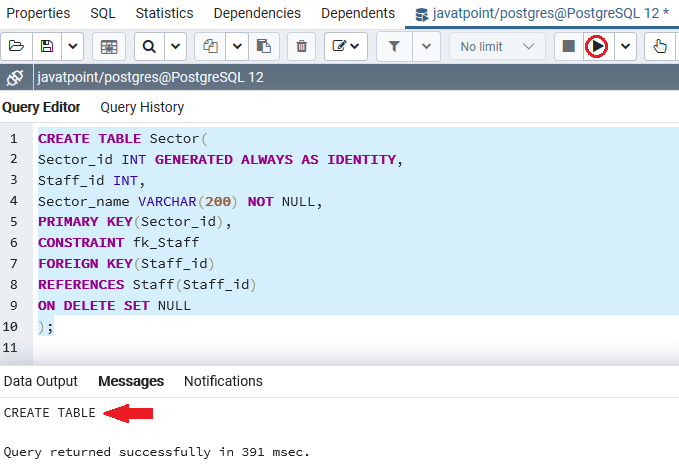 Properties SQL Statistics Dependencies Dependents javatpoint/postgres@PostgreSQL 12 *
No limit
javatpoint/postgres@PostgreSQL 12
Query Editor Query History
1 CREATE TABLE Sector(
2 Sector_id INT GENERATED ALWAYS AS IDENTITY,
3 Staff_id INT,
4 Sector_name VARCHAR(200) NOT NULL,
5 PRIMARY KEY(Sector_id),
6 CONSTRAINT fk_Staff
7 FOREIGN KEY(Staff_id)
8 REFERENCES Staff(Staff_id)
9 ON DELETE SET NULL
10 );
11
Data Output Messages Notifications
CREATE TABLE
Query returned successfully in 391 msec.